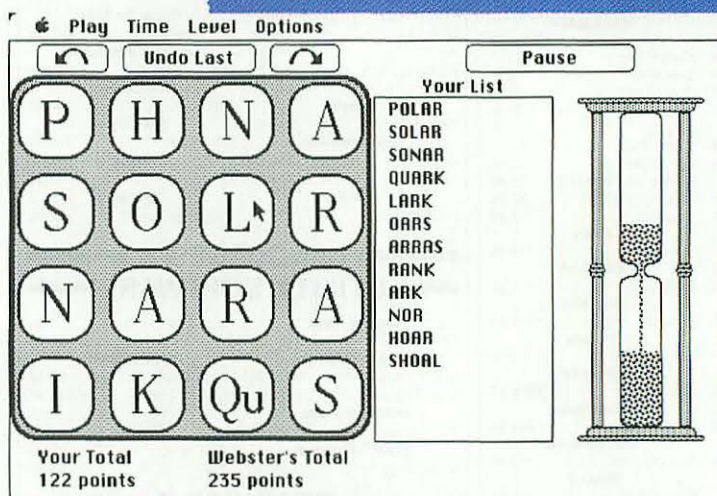 Play Time Level Options
Undo Last
Pause
Your List
P H N A
S O L R
N A R A
I K Qu S
POLAR
SOLAR
SONAR
QUARK
LARK
OARS
ARRAS
RANK
ARK
NOR
HOAR
SHOAL
Your Total
122 points
Webster's Total
235 points